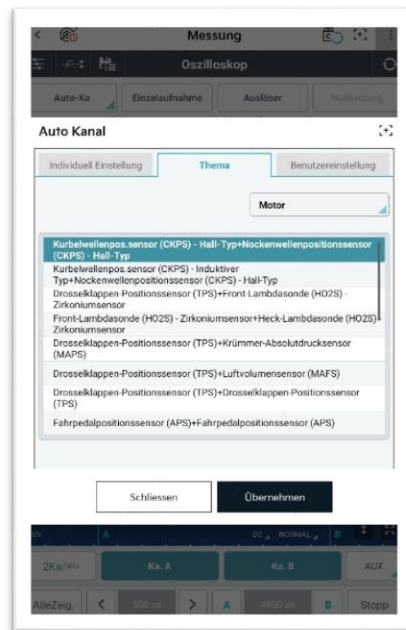 Messung
Oszilloskop
Auto-Ka
Einzelaufnahme
Auslöser
Nullsetzung
Auto Kanal
Individuell Einstellung
Thema
Benutzereinstellung
Motor
Kurbelwellenpos.sensor (CKPS) - Hall-Typ+Nockenwellenpositionssensor
(CKPS) - Hall-Typ
Kurbelwellenpos.sensor (CKPS) - Induktiver
Typ+Nockenwellenpositionssensor (CKPS) - Hall-Typ
Drosselklappen-Positionssensor (TPS)+Front-Lambdasonde (HO2S) -
Zirkoniumsensor
Front-Lambdasonde (HO2S) - Zirkoniumsensor+Heck-Lambdasonde (HO2S)-
Zirkoniumsensor
Drosselklappen-Positionssensor (TPS)+Krümmer-Absolutdrucksensor
(MAPS)
Drosselklappen-Positionssensor (TPS)+Luftvolumensensor (MAFS)
Drosselklappen-Positionssensor (TPS)+Drosselklappen-Positionssensor
(TPS)
Fahrpedalpositionssensor (APS)+Fahrpedalpositionssensor (APS)
Schliessen
Übernehmen
A
DC
NORMAL
B
2Ka/4Ka
Ka. A
Ka. B
AUX
AlleZeig.
<
500 us
>
A
4800 us
B
Stopp